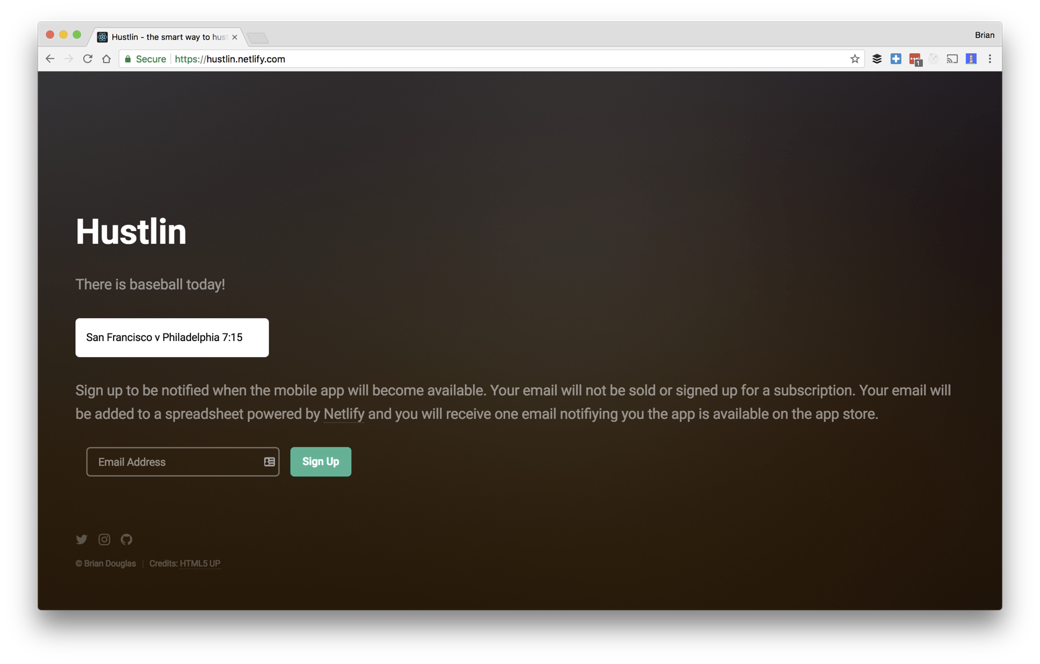 Hustlin - the smart way to hus
Brian
Secure https://hustlin.netlify.com
1
Hustlin
There is baseball today!
San Francisco v Philadelphia 7:15
Sign up to be notified when the mobile app will become available. Your email will not be sold or signed up for a subscription. Your email will
be added to a spreadsheet powered by Netlify and you will receive one email notifiying you the app is available on the app store.
Email Address
Sign Up
© Brian Douglas | Credits: HTML5 UP